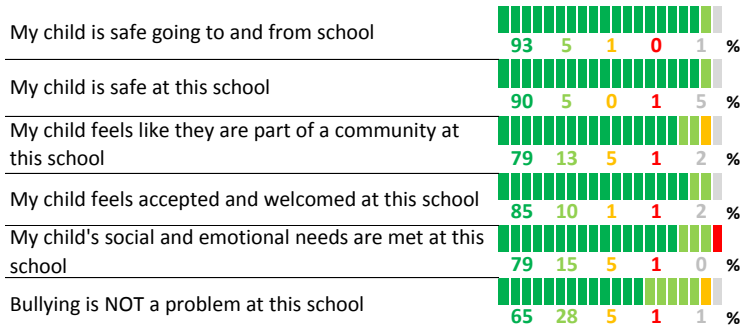 My child is safe going to and from school
93 5 1 0 1 %
My child is safe at this school
90 5 0 1 5 %
My child feels like they are part of a community at
this school
79 13 5 1 2 %
My child feels accepted and welcomed at this school
85 10 1 1 2 %
My child's social and emotional needs are met at this
school
79 15 5 1 0 %
Bullying is NOT a problem at this school
65 28 5 1 1 %